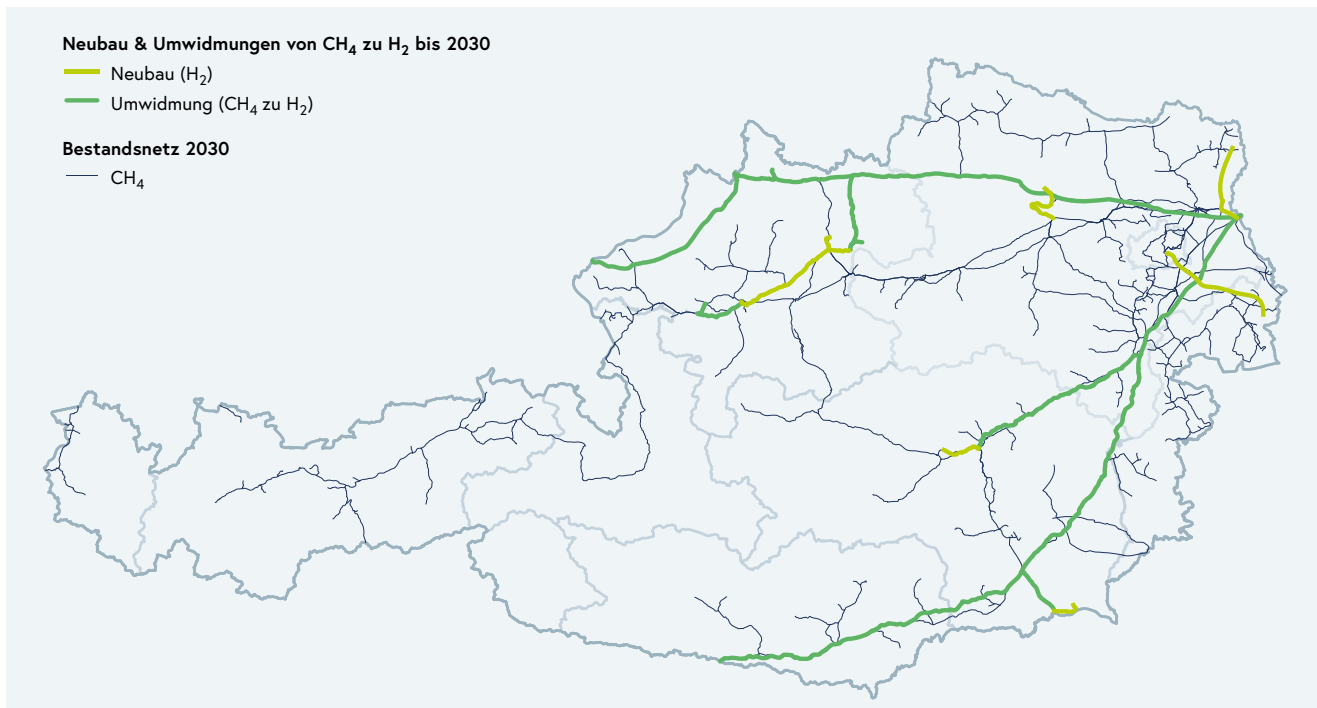 Neubau & Umwidmungen von CH₄ zu H₂ bis 2030
Neubau (H₂)
Umwidmung (CH₄ zu H₂)
Bestandsnetz 2030
CH₄